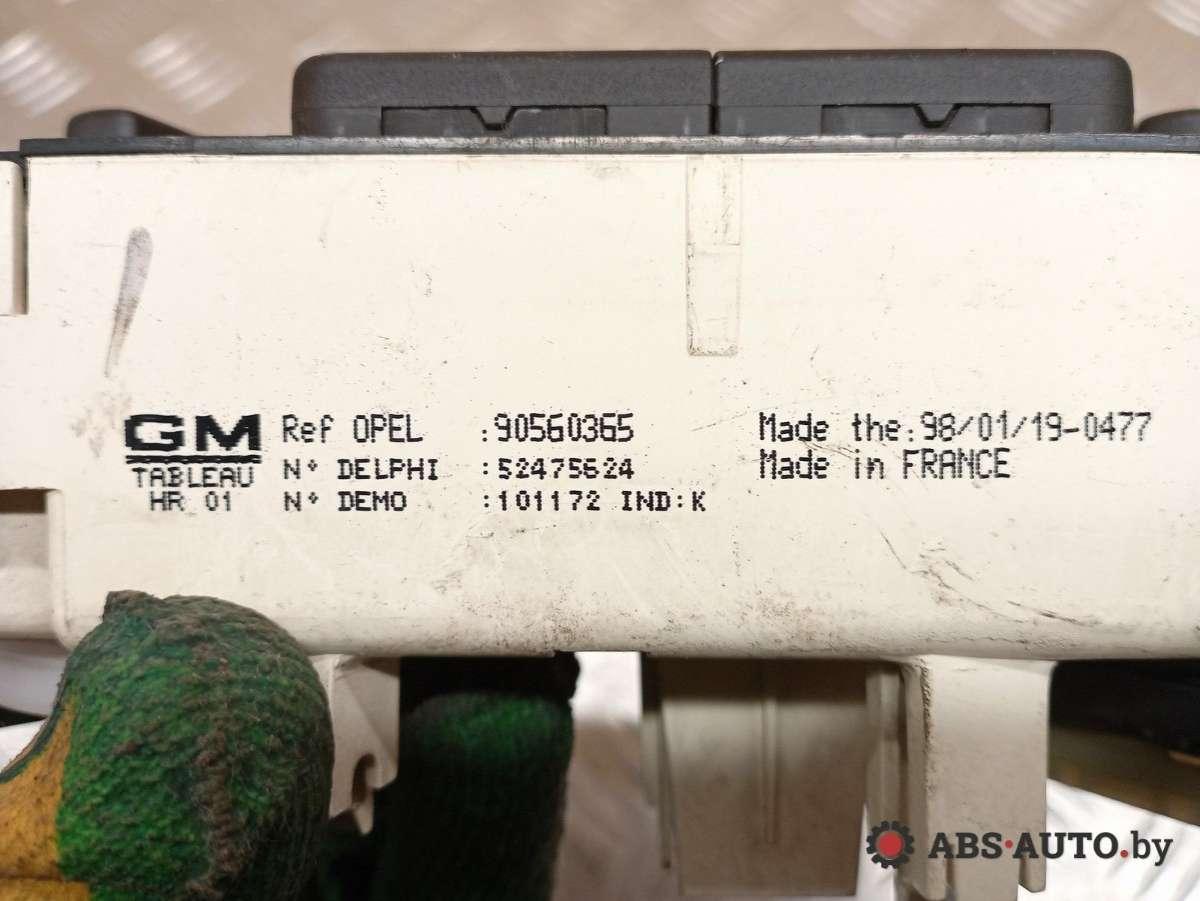 GM
TABLEAU
HR 01
Ref OPEL :90560365
N° DELPHI :52475624
N° DEMO :101172 IND:K
Made the:98/01/19-0477
Made in FRANCE
ABS-AUTO.by